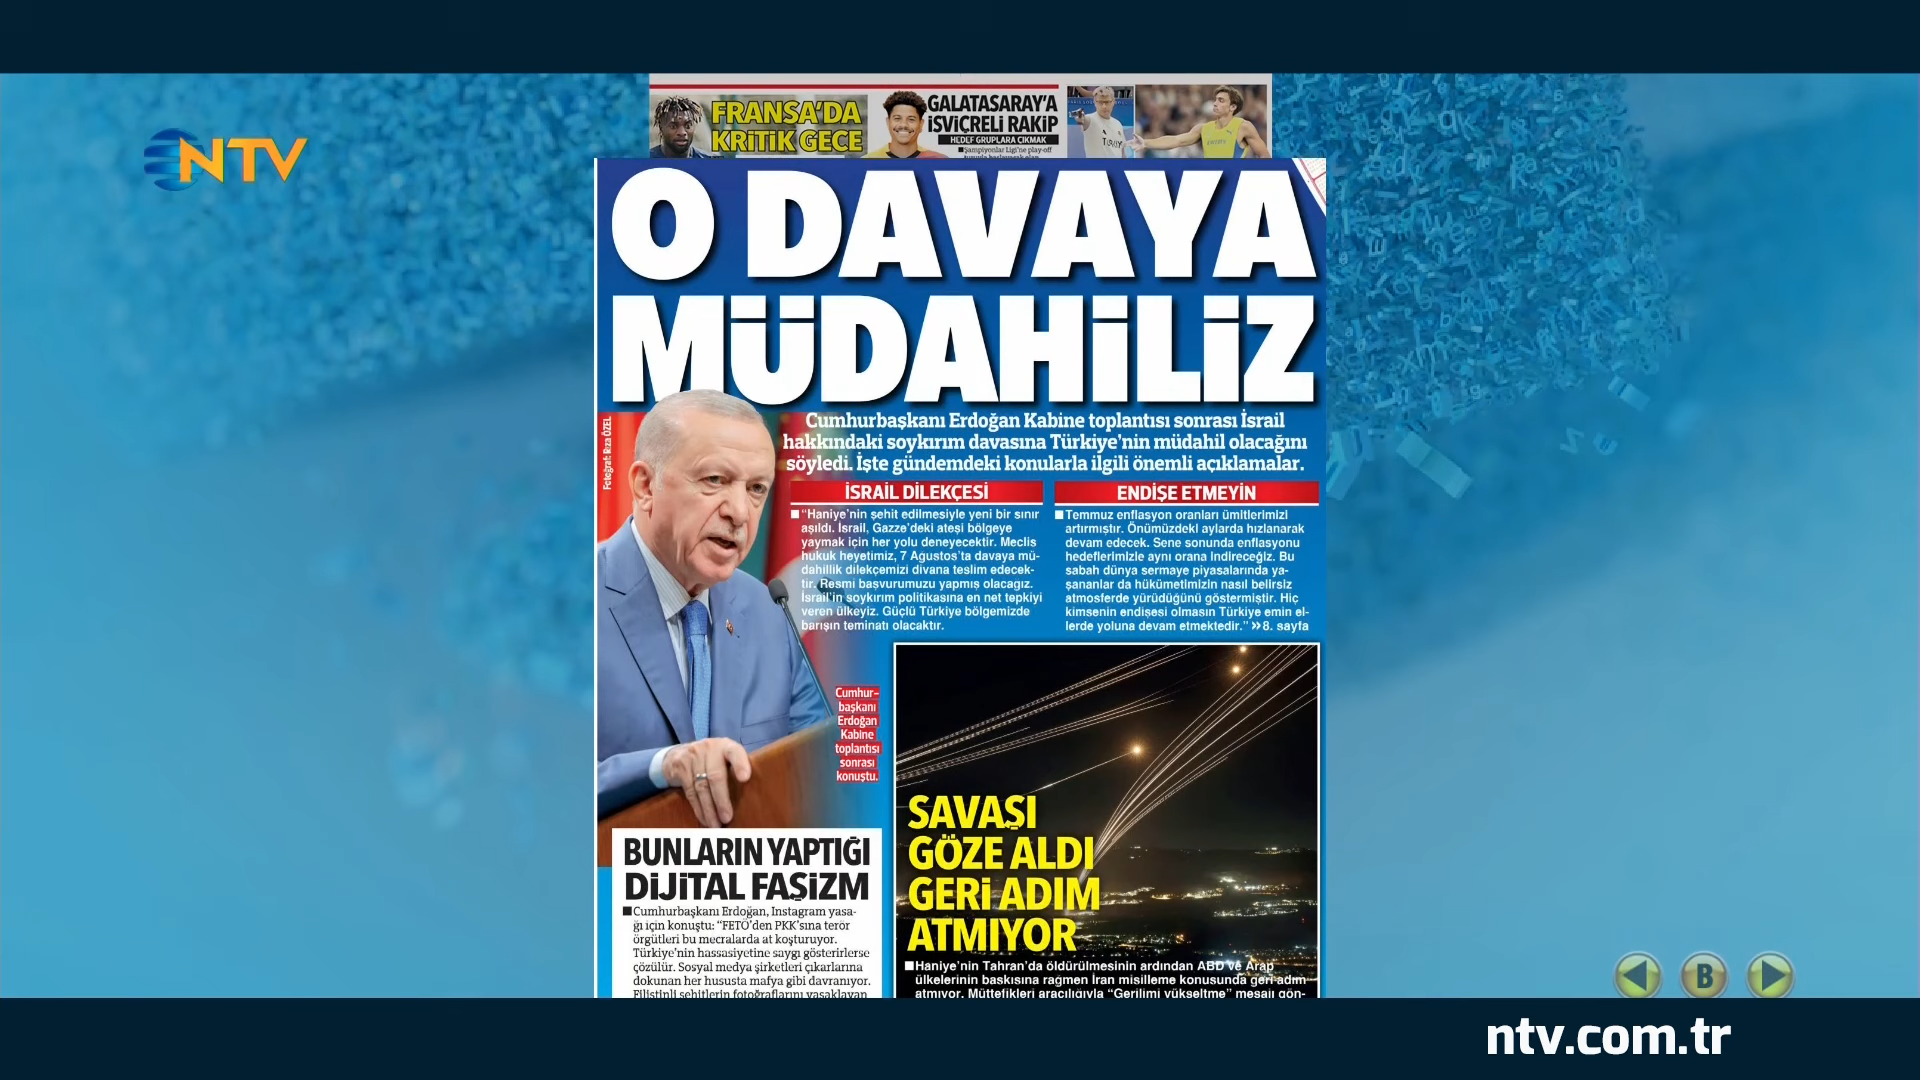 NTV
FRANSA'DA
KRİTİK GECE
GALATASARAY'A
İSVİÇRELİ RAKİP
HEDEF GRUPLARA ÇIKMAK
■Şampiyonlar Ligi'ne play-off
O DAVAYA
MÜDAHİLİZ
Fotoğraf: Rıza ÖZEL
Cumhurbaşkanı Erdoğan Kabine toplantısı sonrası İsrail
hakkındaki soykırım davasına Türkiye'nin müdahil olacağını
söyledi. İşte gündemdeki konularla ilgili önemli açıklamalar.
İSRAİL DİLEKÇESİ
■"Haniye'nin şehit edilmesiyle yeni bir sınır
aşıldı. İsrail, Gazze'deki ateşi bölgeye
yaymak için her yolu deneyecektir. Meclis
hukuk heyetimiz, 7 Ağustos'ta davaya mü-
dahillik dilekçemizi divana teslim edecek-
tir. Resmi başvurumuzu yapmış olacağız.
İsrail'in soykırım politikasına en net tepkiyi
veren ülkeyiz. Güçlü Türkiye bölgemizde
barışın teminatı olacaktır.
ENDİŞE ETMEYİN
■Temmuz enflasyon oranları ümitlerimizi
artırmıştır. Önümüzdeki aylarda hızlanarak
devam edecek. Sene sonunda enflasyonu
hedeflerimizle aynı orana indireceğiz. Bu
sabah dünya sermaye piyasalarında ya-
şananlar da hükümetimizin nasıl belirsiz
atmosferde yürüdüğünü göstermiştir. Hiç
kimsenin endişesi olmasın Türkiye emin el-
lerde yoluna devam etmektedir." »8. sayfa
Cumhur-
başkanı
Erdoğan
Kabine
toplantısı
sonrası
konuştu.
BUNLARIN YAPTIĞI
DİJİTAL FAŞİZM
■Cumhurbaşkanı Erdoğan, Instagram yasa-
ğı için konuştu: "FETÖ'den PKK'sına terör
örgütleri bu mecralarda at koşturuyor.
Türkiye'nin hassasiyetine saygı gösterirlerse
çözülür. Sosyal medya şirketleri çıkarlarına
dokunan her hususta mafya gibi davranıyor.
Filistinli şehitlerin fotoğraflarını yasaklayan
SAVAŞI
GÖZE ALDI
GERİ ADIM
ATMIYOR
■Haniye'nin Tahran'da öldürülmesinin ardından ABD ve Arap
ülkelerinin baskısına rağmen İran misilleme konusunda geri adım
atmıyor. Müttefikleri aracılığıyla "Gerilimi yükseltme" mesajı gön-
B
ntv.com.tr